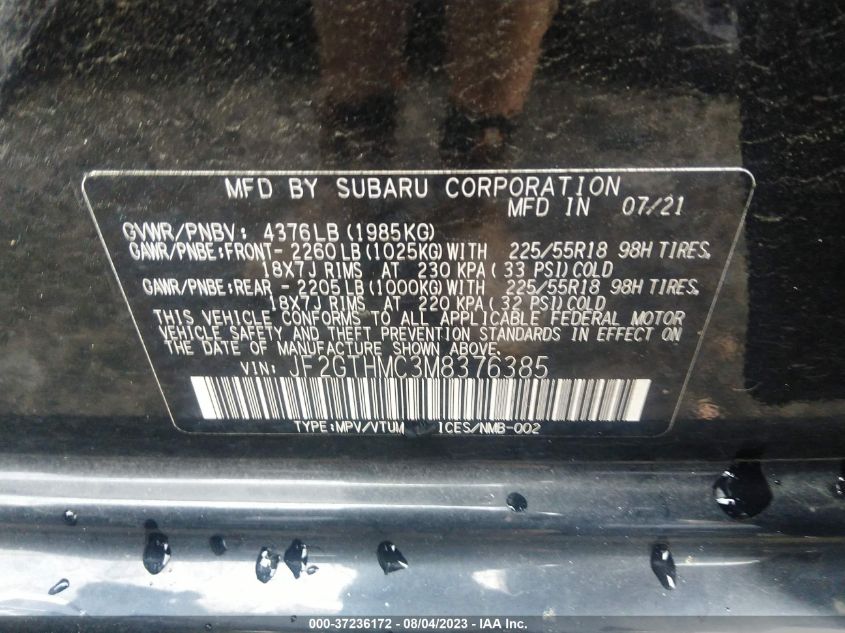 MFD BY SUBARU CORPORATION
MFD IN 07/21
GVWR/PNBV: 4376LB (1985KG)
GAWR/PNBE:FRONT- 2260LB (1025KG) WITH 225/55R18 98H TIRES,
18X7J RIMS AT 230 KPA( 33 PSI) COLD
GAWR/PNBE:REAR - 2205LB (1000KG) WITH 225/55R18 98H TIRES,
18X7J RIMS AT 220 KPA( 32 PSI) COLD
THIS VEHICLE CONFORMS TO ALL APPLICABLE FEDERAL MOTOR
VEHICLE SAFETY AND THEFT PREVENTION STANDARDS IN EFFECT ON
THE DATE OF MANUFACTURE SHOWN ABOVE.
VIN: JF2GTHMC3M8376385
TYPE:MPV/VTUM ICES/NMB-002
000-37236172 - 08/04/2023 - IAA Inc.